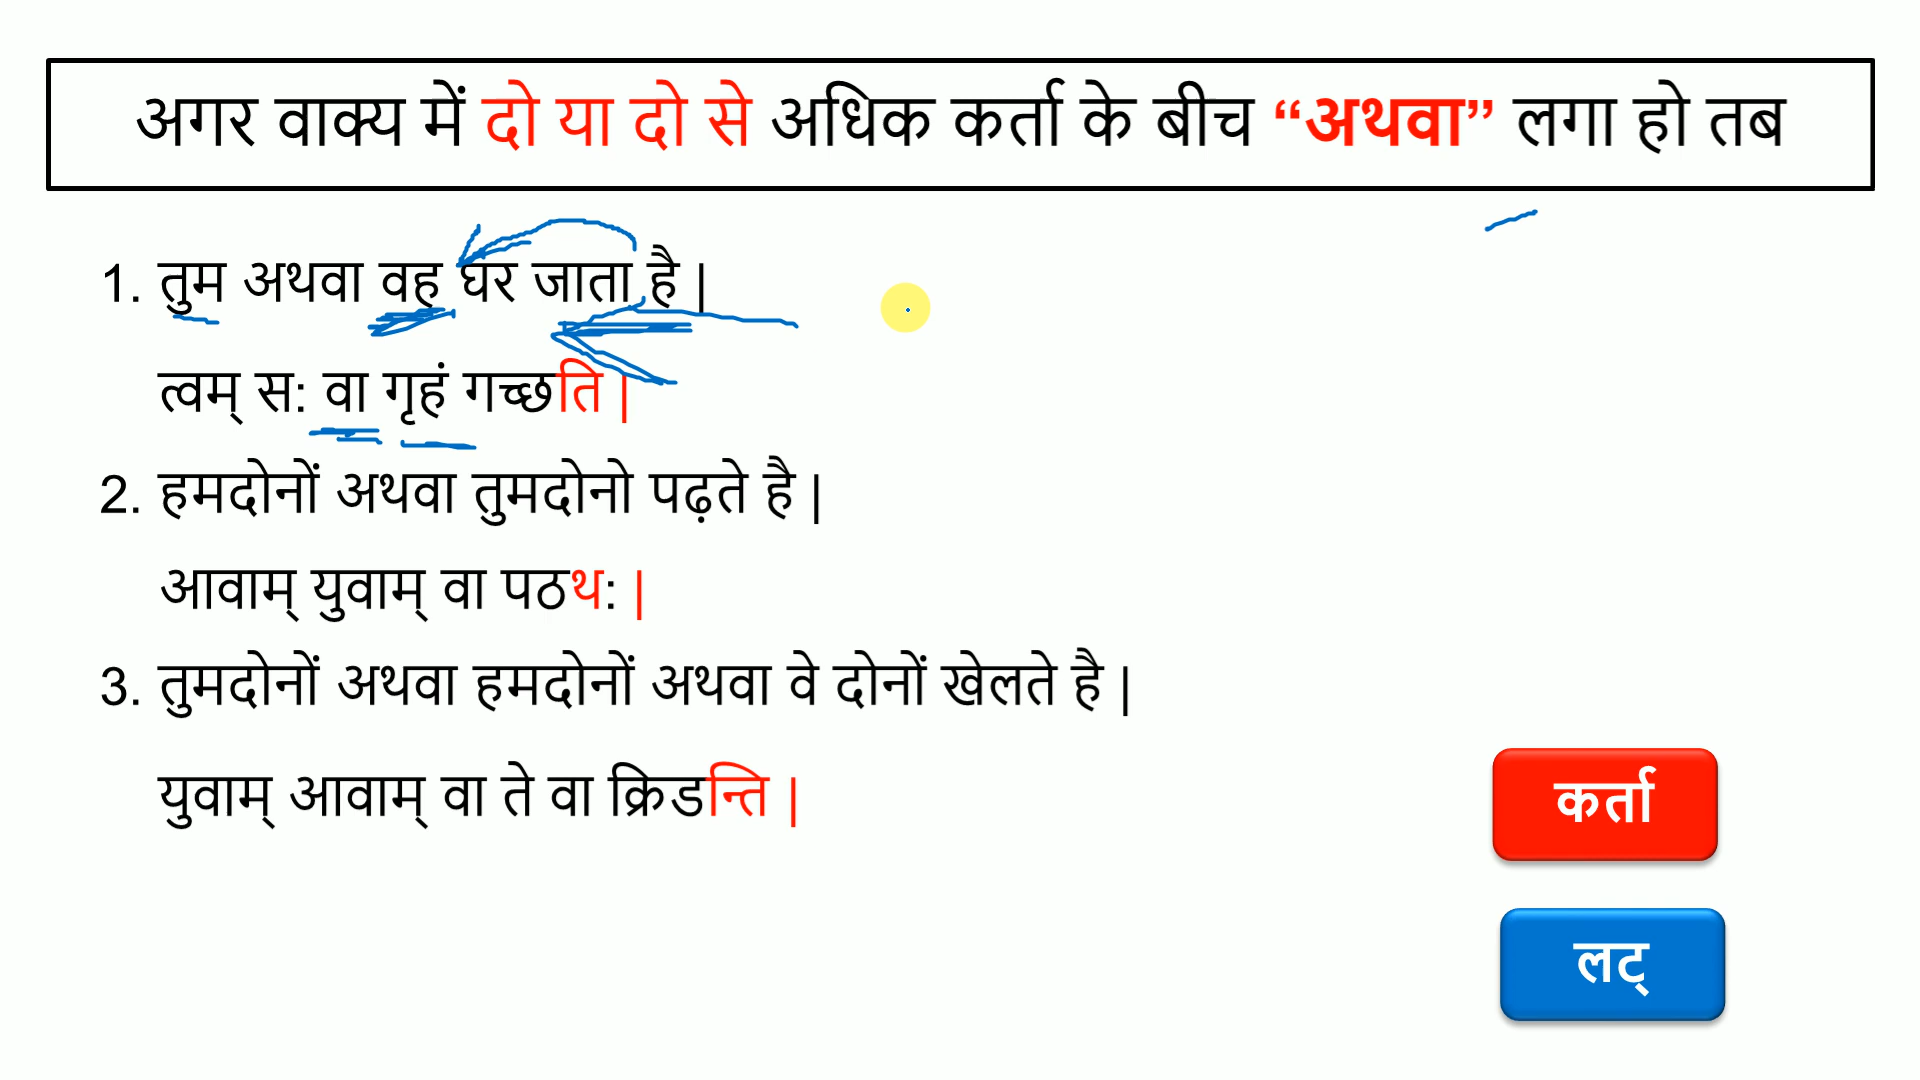 अगर वाक्य में दो या दो से अधिक कर्ता के बीच “अथवा” लगा हो तब
1. तुम अथवा वह घर जाता है |
त्वम् स: वा गृहं गच्छति |
2. हमदोनों अथवा तुमदोनो पढ़ते है |
आवाम् युवाम् वा पठथ: |
3. तुमदोनों अथवा हमदोनों अथवा वे दोनों खेलते है |
युवाम् आवाम् वा ते वा क्रिडन्ति |
कर्ता
लट्